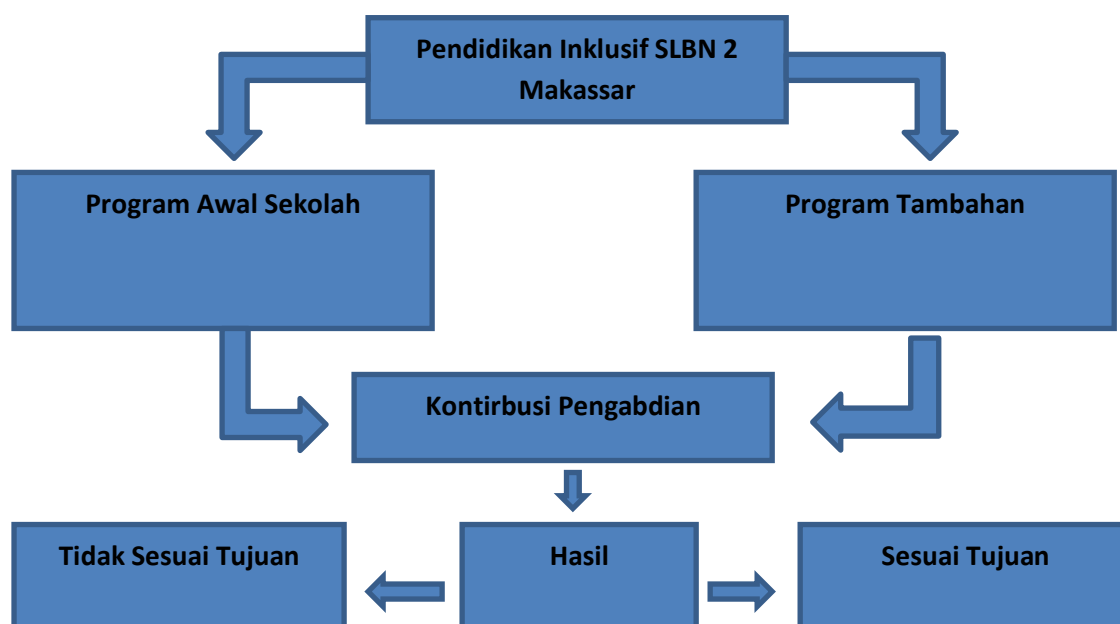 Pendidikan Inklusif SLBN 2
Makassar
Program Awal Sekolah
Program Tambahan
Kontirbusi Pengabdian
Tidak Sesuai Tujuan
Hasil
Sesuai Tujuan